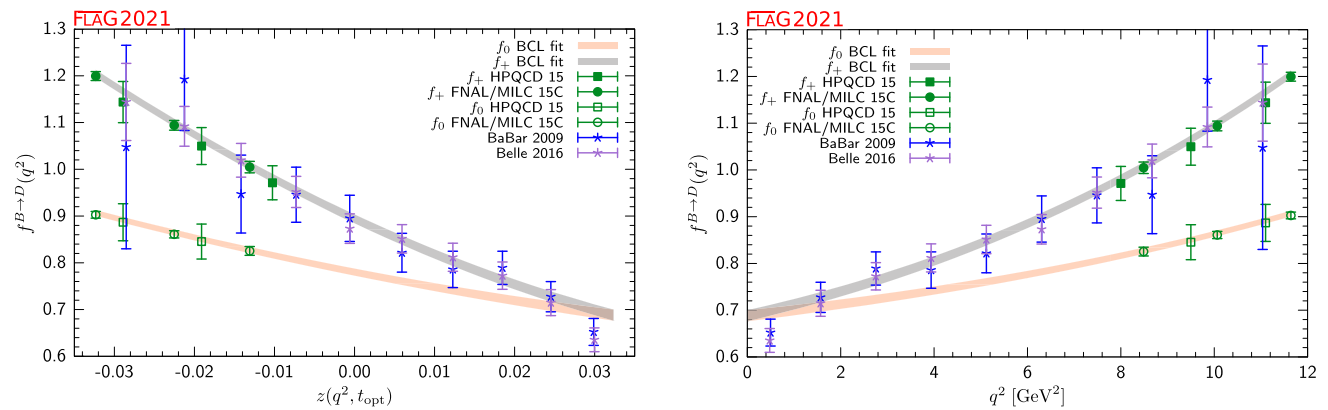 FLAG2021
f₀ BCL fit
f₊ BCL fit
f₊ HPQCD 15
f₊ FNAL/MILC 15C
f₀ HPQCD 15
f₀ FNAL/MILC 15C
BaBar 2009
Belle 2016
1.3
1.2
1.1
1.0
0.9
0.8
0.7
0.6
f^{B→D}(q²)
-0.03 -0.02 -0.01 0.00 0.01 0.02 0.03
z(q², t_opt)
FLAG2021
f₀ BCL fit
f₊ BCL fit
f₊ HPQCD 15
f₊ FNAL/MILC 15C
f₀ HPQCD 15
f₀ FNAL/MILC 15C
BaBar 2009
Belle 2016
1.3
1.2
1.1
1.0
0.9
0.8
0.7
0.6
f^{B→D}(q²)
0 2 4 6 8 10 12
q² [GeV²]